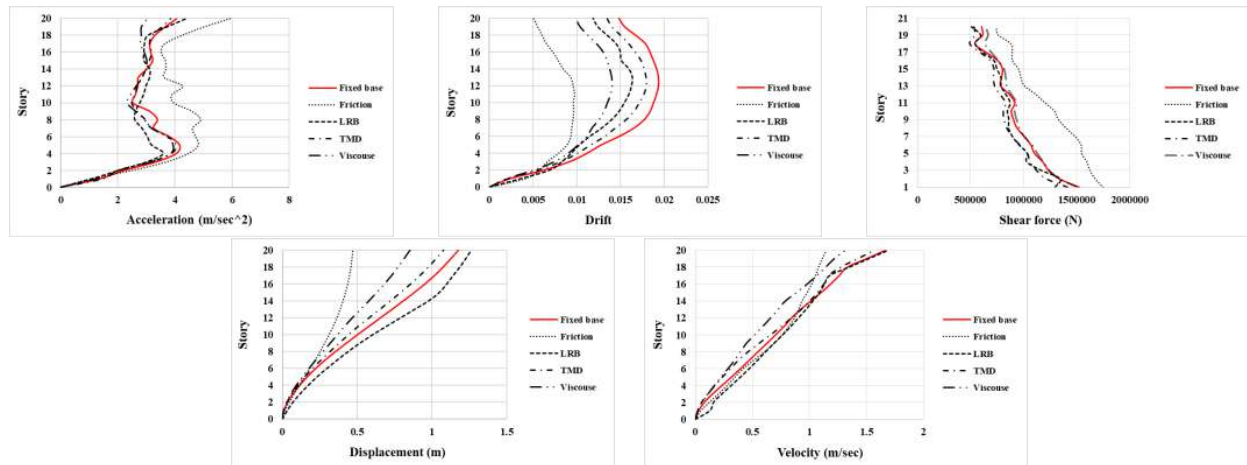 20
18
16
14
12
10
8
6
4
2
0
Story
0 2 4 6 8
Acceleration (m/sec^2)
Fixed base
Friction
LRB
TMD
Viscouse
20
18
16
14
12
10
8
6
4
2
0
Story
0 0.005 0.01 0.015 0.02 0.025
Drift
Fixed base
Friction
LRB
TMD
Viscouse
21
19
17
15
13
11
9
7
5
3
1
Story
0 500000 1000000 1500000 2000000
Shear force (N)
Fixed base
Friction
LRB
TMD
Viscouse
20
18
16
14
12
10
8
6
4
2
0
Story
0 0.5 1 1.5
Displacement (m)
Fixed base
Friction
LRB
TMD
Viscouse
20
18
16
14
12
10
8
6
4
2
0
Story
0 0.5 1 1.5 2
Velocity (m/sec)
Fixed base
Friction
LRB
TMD
Viscouse